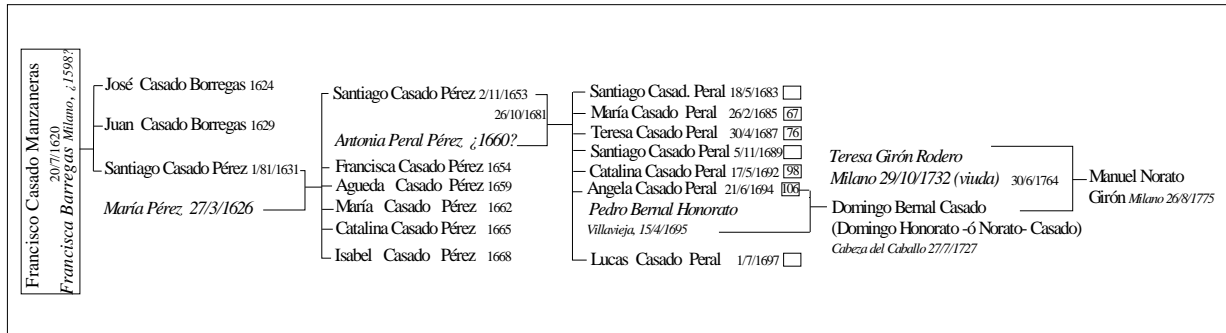 Francisco Casado Manzaneras
20/7/1620
Francisca Barregas Milano, ¿1598?
José Casado Borregas 1624
Juan Casado Borregas 1629
Santiago Casado Pérez 1/81/1631
María Pérez 27/3/1626
Santiago Casado Pérez 2/11/1653
26/10/1681
Antonia Peral Pérez ¿1660?
Francisca Casado Pérez 1654
Agueda Casado Pérez 1659
María Casado Pérez 1662
Catalina Casado Pérez 1665
Isabel Casado Pérez 1668
Santiago Casad. Peral 18/5/1683
María Casado Peral 26/2/1685 67
Teresa Casado Peral 30/4/1687 76
Santiago Casado Peral 5/11/1689
Catalina Casado Peral 17/5/1692 98
Angela Casado Peral 21/6/1694 106
Pedro Bernal Honorato
Villavieja, 15/4/1695
Lucas Casado Peral 1/7/1697
Teresa Girón Rodero
Milano 29/10/1732 (viuda) 30/6/1764
Domingo Bernal Casado
(Domingo Honorato -ó Norato- Casado)
Cabeza del Caballo 27/7/1727
Manuel Norato
Girón Milano 26/8/1775